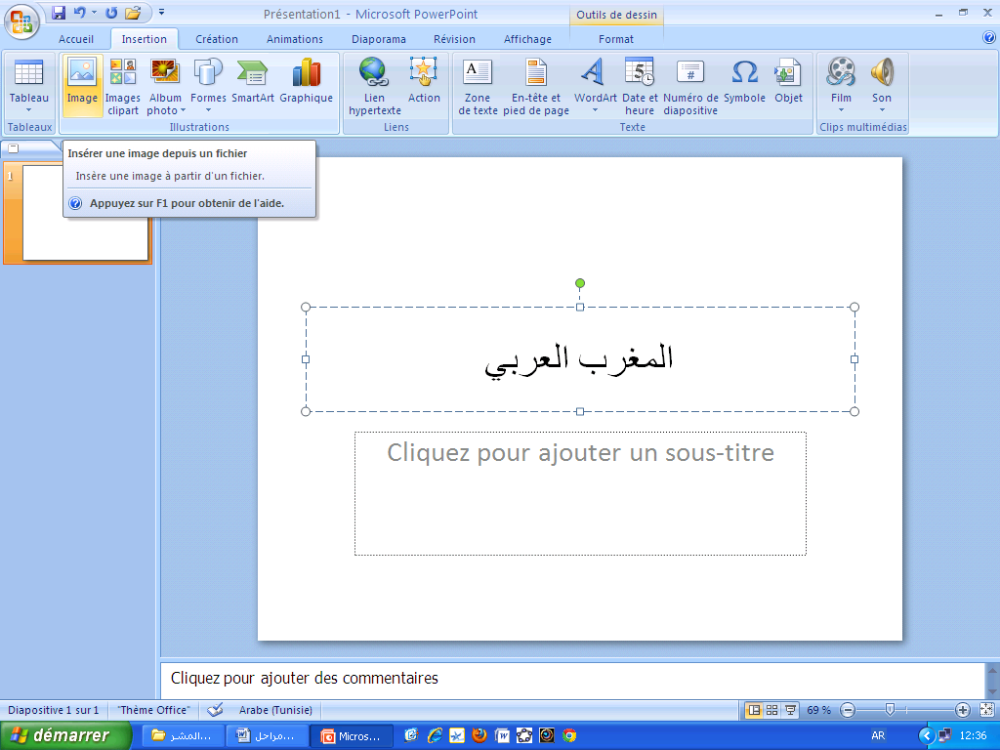 Présentation1 - Microsoft PowerPoint
Outils de dessin
Accueil
Insertion
Création
Animations
Diaporama
Révision
Affichage
Format
Tableau
Image
Images clipart
Album photo
Formes
SmartArt
Graphique
Lien hypertexte
Action
Zone de texte
En-tête et pied de page
WordArt
Date et heure
Numéro de diapositive
Symbole
Objet
Film
Son
Tableaux
Illustrations
Liens
Texte
Clips multimédias
Insérer une image depuis un fichier
Insère une image à partir d'un fichier.
Appuyez sur F1 pour obtenir de l'aide.
1
المغرب العربي
Cliquez pour ajouter un sous-titre
Cliquez pour ajouter des commentaires
Diapositive 1 sur 1
"Thème Office"
Arabe (Tunisie)
69 %
démarrer
المشر...
مراحل...
Micros...
AR
12:36